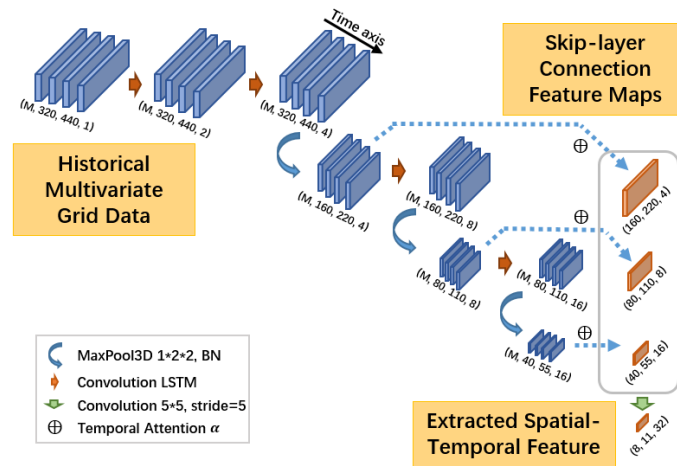 Time axis
Skip-layer
Connection
Feature Maps
(M, 320, 440, 1)
(M, 320, 440, 2)
(M, 320, 440, 4)
Historical
Multivariate
Grid Data
(M, 160, 220, 4)
(M, 160, 220, 8)
(160, 220, 4)
(M, 80, 110, 8)
(M, 80, 110, 16)
(80, 110, 8)
(M, 40, 55, 16)
(40, 55, 16)
MaxPool3D 1*2*2, BN
Convolution LSTM
Convolution 5*5, stride=5
Temporal Attention α
Extracted Spatial-
Temporal Feature
(8, 11, 32)